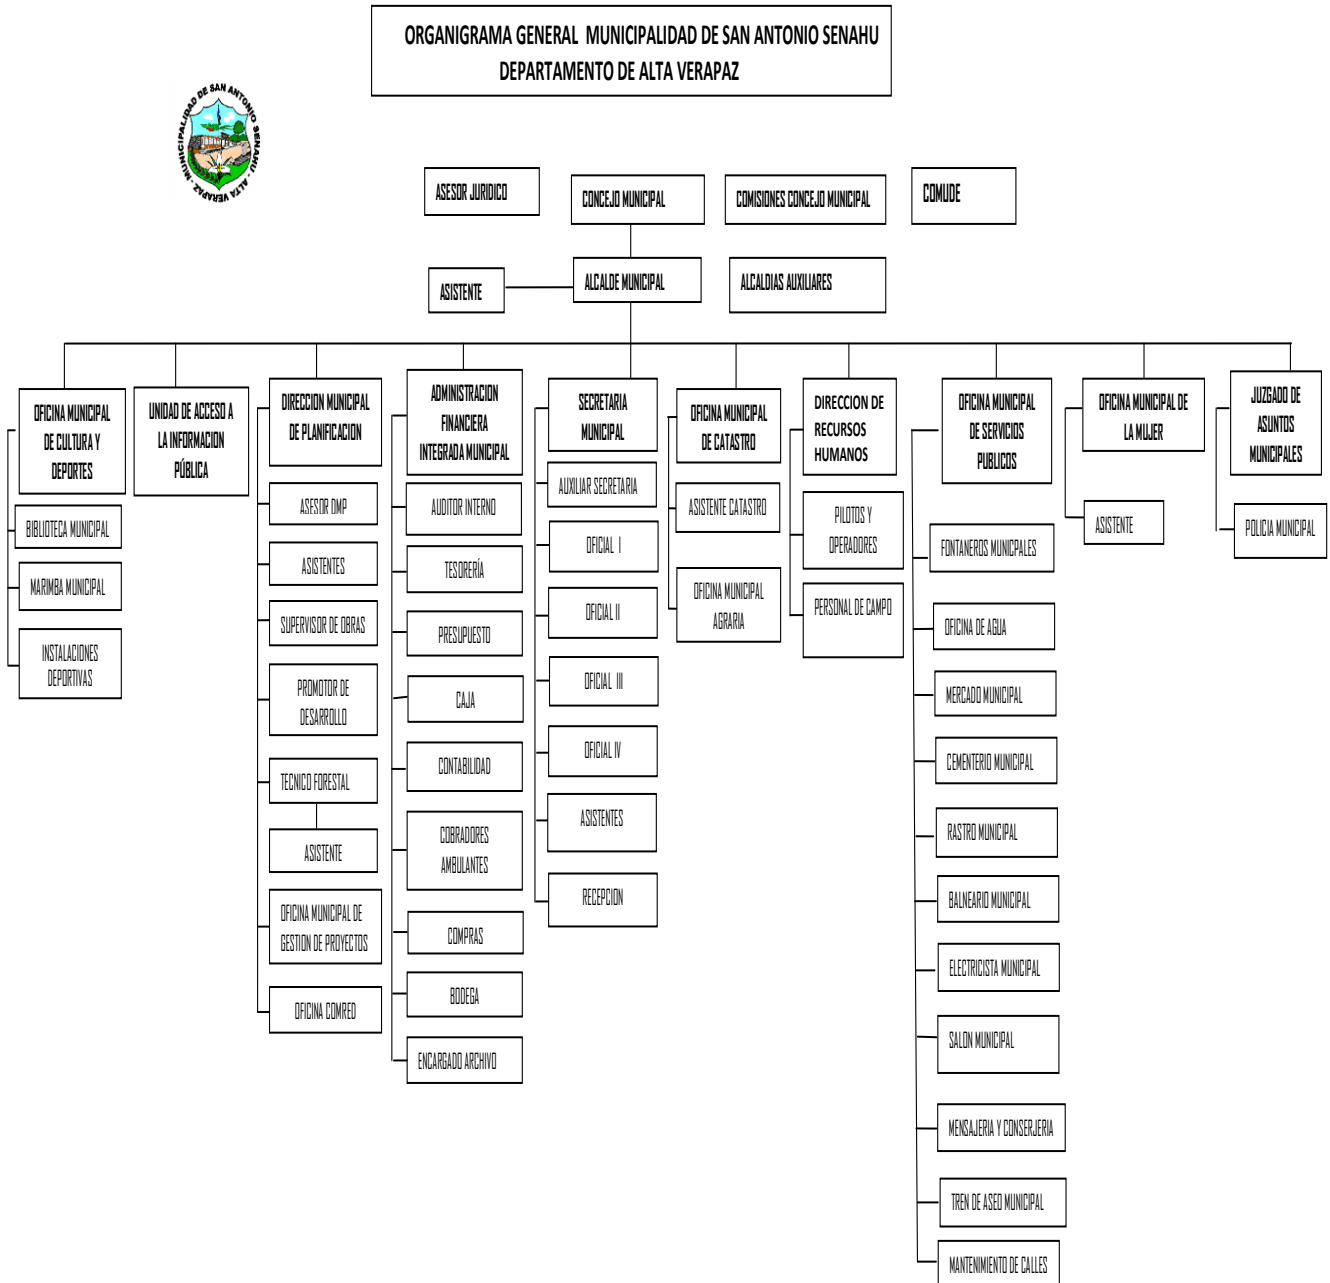 ORGANIGRAMA GENERAL MUNICIPALIDAD DE SAN ANTONIO SENAHU
DEPARTAMENTO DE ALTA VERAPAZ
MUNICIPALIDAD DE SAN ANTONIO SENAHU - ALTA VERAPAZ -
ASESOR JURIDICO
CONCEJO MUNICIPAL
COMISIONES CONCEJO MUNICIPAL
COMUDE
ASISTENTE
ALCALDE MUNICIPAL
ALCALDIAS AUXILIARES
OFICINA MUNICIPAL
DE CULTURA Y
DEPORTES
BIBLIOTECA MUNICIPAL
MARIMBA MUNICIPAL
INSTALACIONES
DEPORTIVAS
UNIDAD DE ACCESO A
LA INFORMACION
PÚBLICA
DIRECCION MUNICIPAL
DE PLANIFICACION
ASESOR DMP
ASISTENTES
SUPERVISOR DE OBRAS
PROMOTOR DE
DESARROLLO
TECNICO FORESTAL
ASISTENTE
OFICINA MUNICIPAL DE
GESTION DE PROYECTOS
OFICINA COMRED
ADMINISTRACION
FINANCIERA
INTEGRADA MUNICIPAL
AUDITOR INTERNO
TESORERÍA
PRESUPUESTO
CAJA
CONTABILIDAD
COBRADORES
AMBULANTES
COMPRAS
BODEGA
ENCARGADO ARCHIVO
SECRETARIA
MUNICIPAL
AUXILIAR SECRETARIA
OFICIAL I
OFICIAL II
OFICIAL III
OFICIAL IV
ASISTENTES
RECEPCION
OFICINA MUNICIPAL
DE CATASTRO
ASISTENTE CATASTRO
OFICINA MUNICIPAL
AGRARIA
DIRECCION DE
RECURSOS
HUMANOS
PILOTOS Y
OPERADORES
PERSONAL DE CAMPO
OFICINA MUNICIPAL
DE SERVICIOS
PUBLICOS
FONTANEROS MUNICPALES
OFICINA DE AGUA
MERCADO MUNICIPAL
CEMENTERIO MUNICIPAL
RASTRO MUNICIPAL
BALNEARIO MUNICIPAL
ELECTRICISTA MUNICIPAL
SALON MUNICIPAL
MENSAJERIA Y CONSERJERIA
TREN DE ASEO MUNICIPAL
MANTENIMIENTO DE CALLES
OFICINA MUNICIPAL DE
LA MUJER
ASISTENTE
JUZGADO DE
ASUNTOS
MUNICIPALES
POLICIA MUNICIPAL